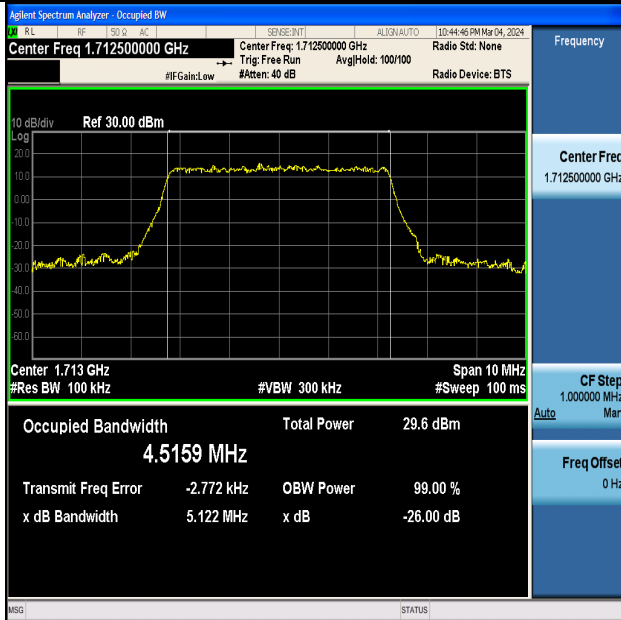 Agilent Spectrum Analyzer - Occupied BW
LXI RL RF 50 Ω AC SENSE:INT ALIGN AUTO 10:44:46 PM Mar 04, 2024
Center Freq 1.712500000 GHz Center Freq: 1.712500000 GHz Radio Std: None
Trig: Free Run Avg|Hold: 100/100
#IFGain:Low #Atten: 40 dB Radio Device: BTS
Frequency
10 dB/div Ref 30.00 dBm
Log
20.0
10.0
0.00
-10.0
-20.0
-30.0
-40.0
-50.0
-60.0
Center 1.713 GHz Span 10 MHz
#Res BW 100 kHz #VBW 300 kHz #Sweep 100 ms
Occupied Bandwidth Total Power 29.6 dBm
4.5159 MHz
Transmit Freq Error -2.772 kHz OBW Power 99.00 %
x dB Bandwidth 5.122 MHz x dB -26.00 dB
Center Freq
1.712500000 GHz
CF Step
1.000000 MHz
Auto Man
Freq Offset
0 Hz
MSG STATUS